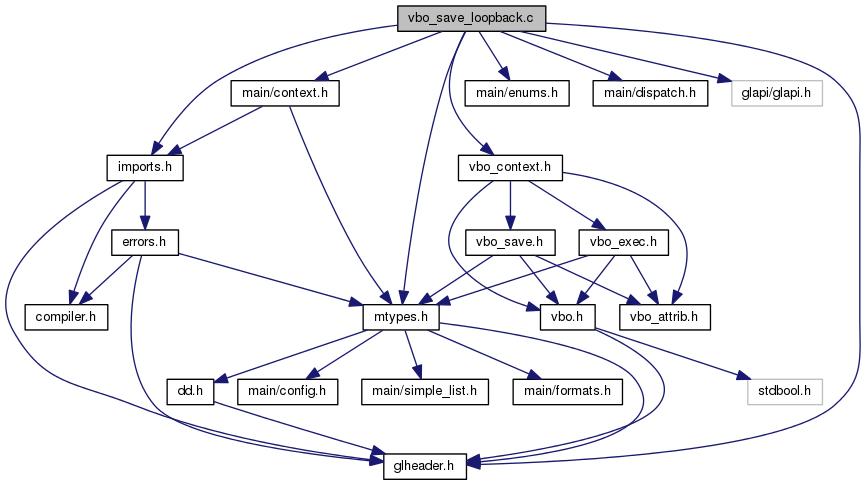 vbo_save_loopback.c
main/context.h
main/enums.h
main/dispatch.h
glapi/glapi.h
imports.h
vbo_context.h
errors.h
vbo_save.h
vbo_exec.h
compiler.h
mtypes.h
vbo.h
vbo_attrib.h
dd.h
main/config.h
main/simple_list.h
main/formats.h
stdbool.h
glheader.h